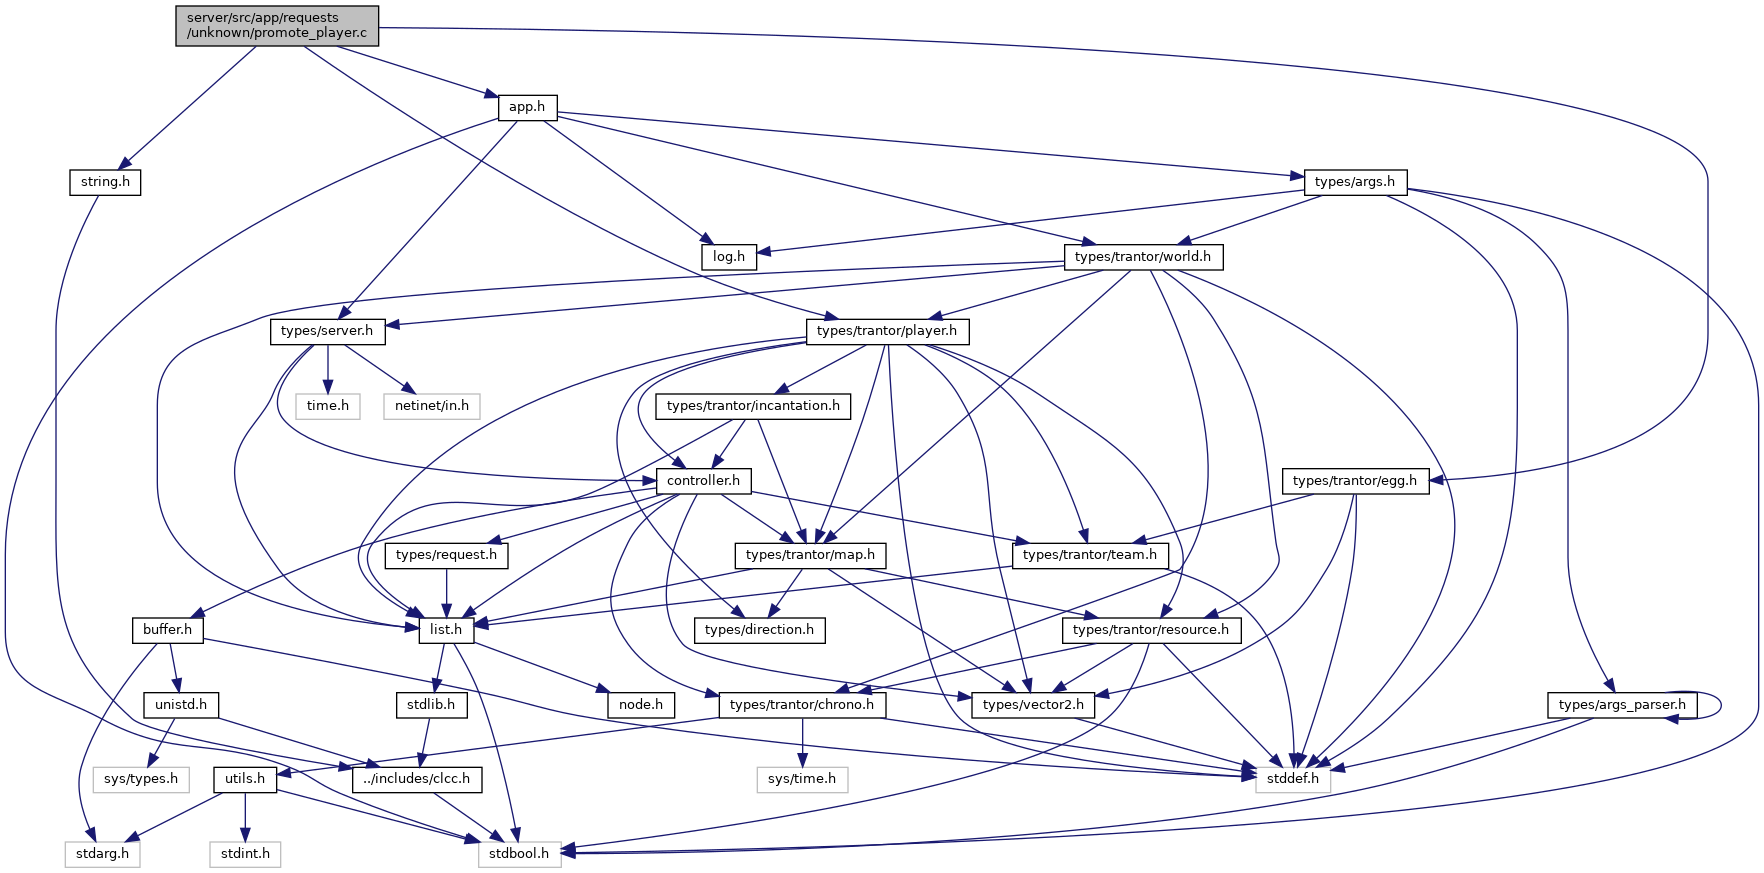 server/src/app/requests
/unknown/promote_player.c
app.h
string.h
types/args.h
log.h
types/trantor/world.h
types/server.h
types/trantor/player.h
time.h
netinet/in.h
types/trantor/incantation.h
controller.h
types/trantor/egg.h
types/request.h
types/trantor/map.h
types/trantor/team.h
buffer.h
list.h
types/direction.h
types/trantor/resource.h
unistd.h
stdlib.h
node.h
types/trantor/chrono.h
types/vector2.h
types/args_parser.h
sys/types.h
utils.h
../includes/clcc.h
sys/time.h
stddef.h
stdarg.h
stdint.h
stdbool.h